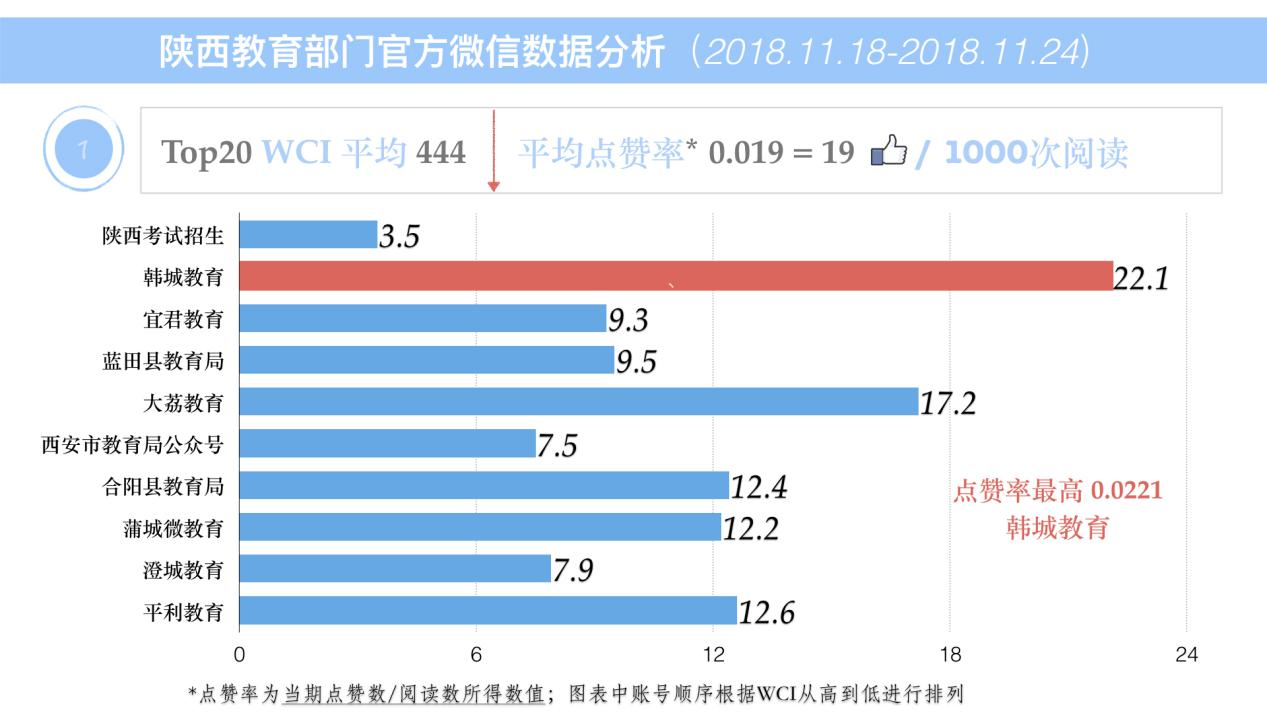 陕西教育部门官方微信数据分析（2018.11.18-2018.11.24）
1
Top20 WCI 平均 444
平均点赞率* 0.019 = 19 / 1000次阅读
陕西考试招生 3.5
韩城教育 22.1
宜君教育 9.3
蓝田县教育局 9.5
大荔教育 17.2
西安市教育局公众号 7.5
合阳县教育局 12.4
蒲城微教育 12.2
澄城教育 7.9
平利教育 12.6
点赞率最高 0.0221
韩城教育
0 6 12 18 24
*点赞率为当期点赞数/阅读数所得数值；图表中账号顺序根据WCI从高到低进行排列